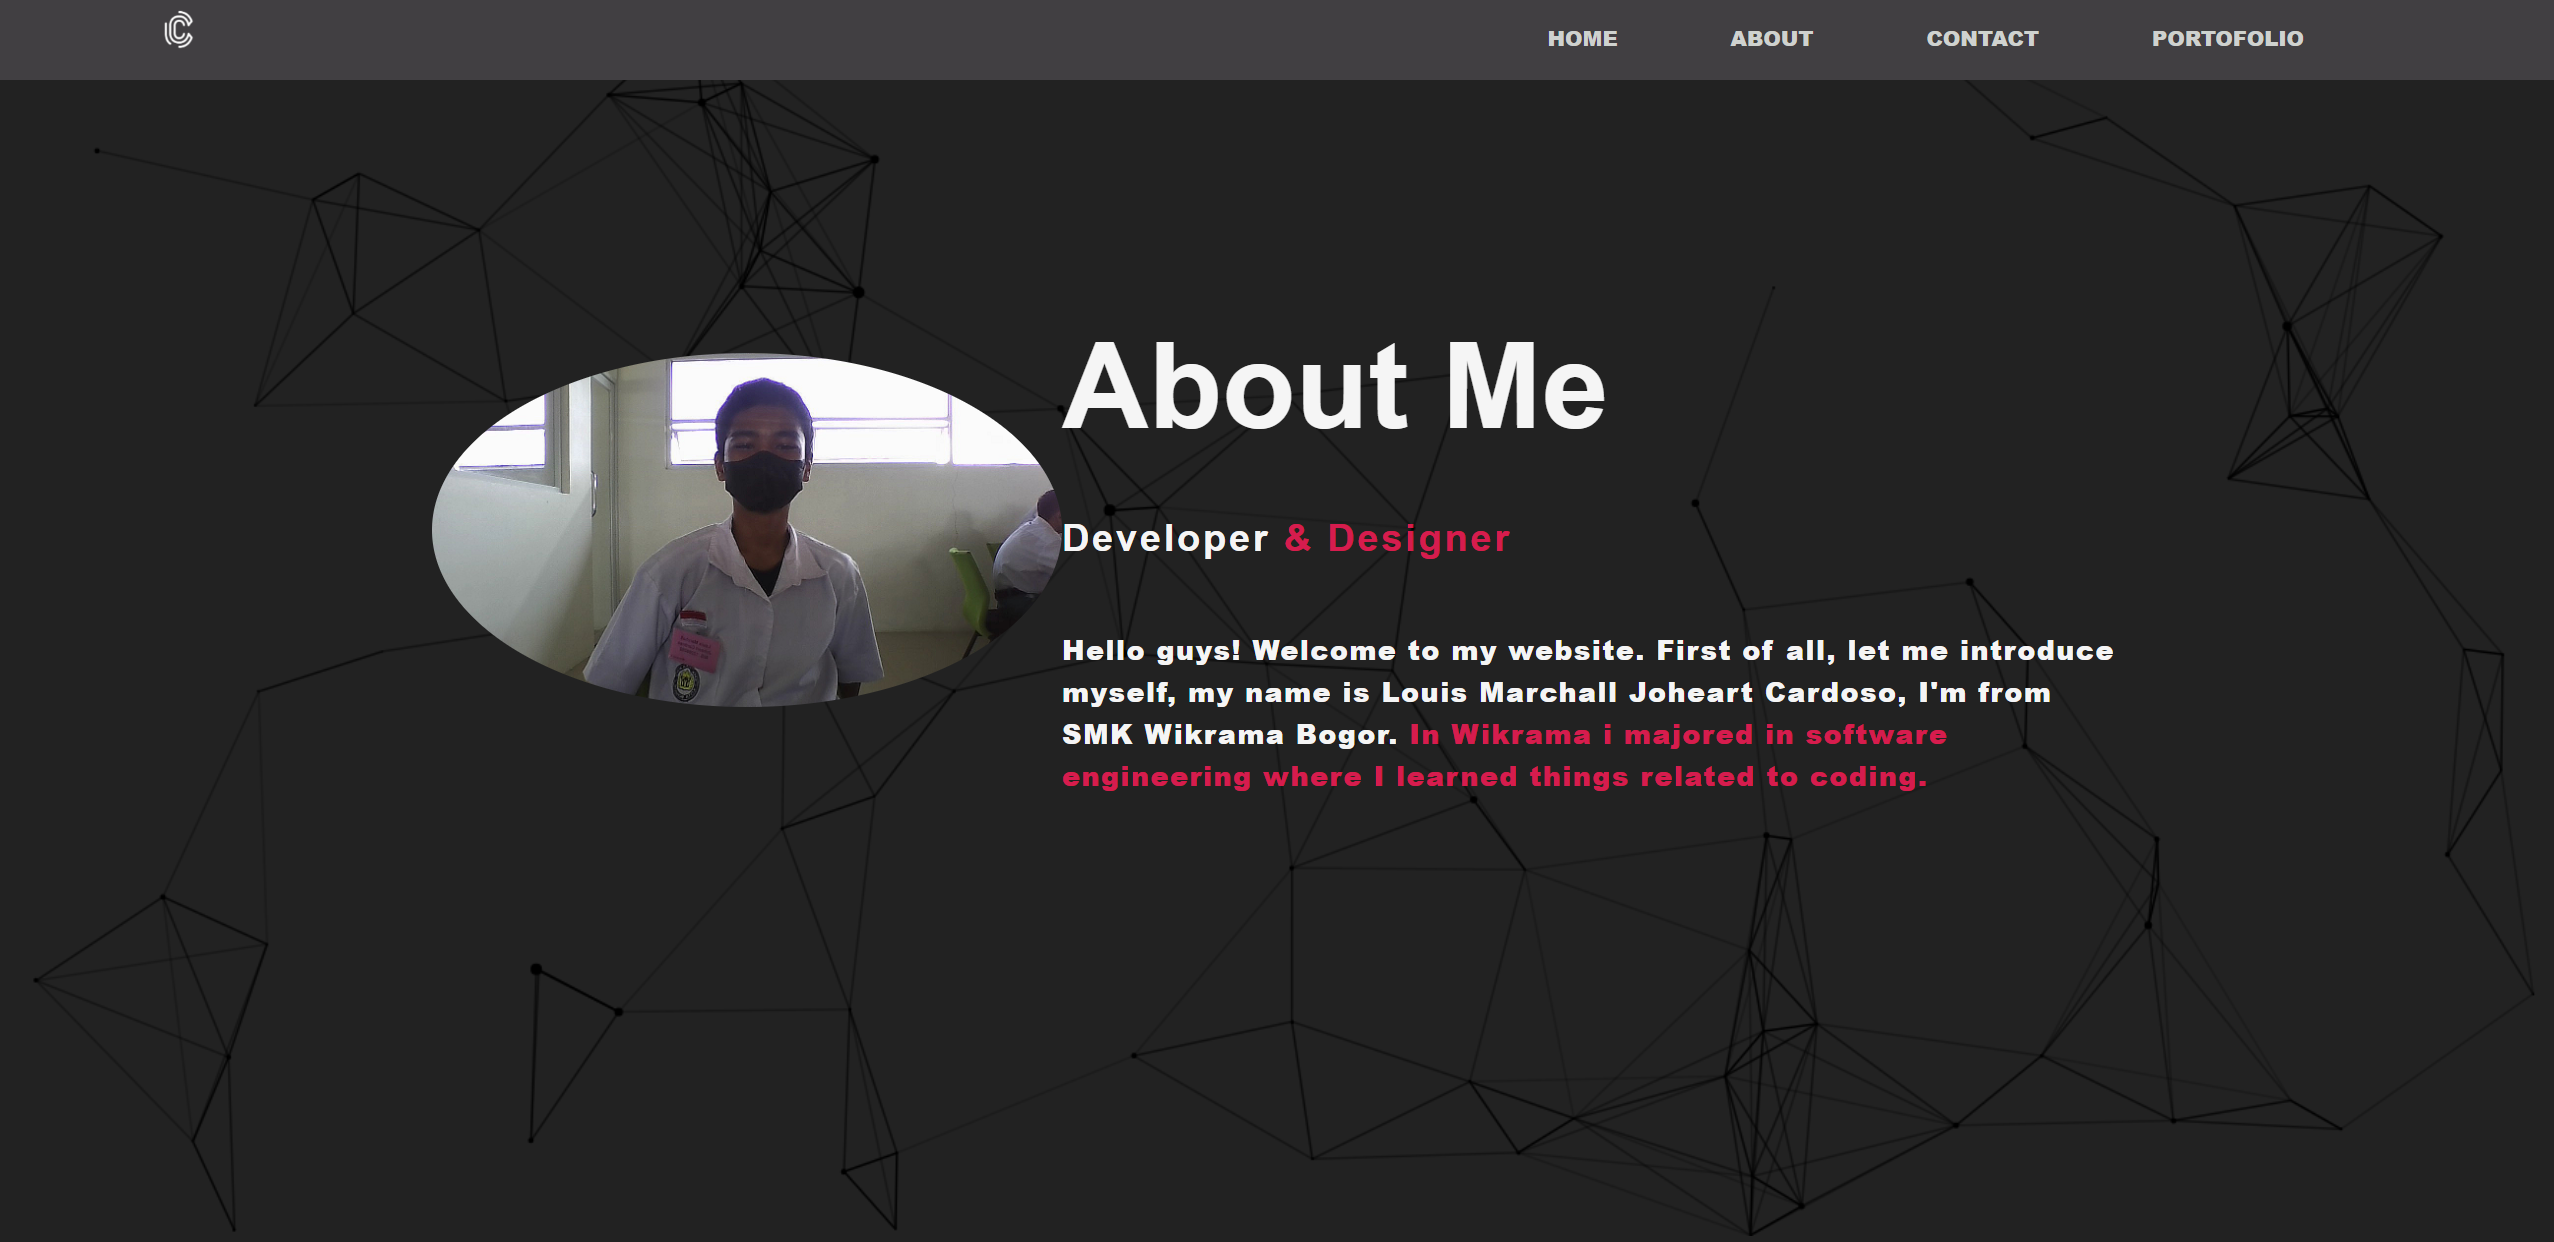 HOME ABOUT CONTACT PORTOFOLIO
About Me
Developer & Designer
Hello guys! Welcome to my website. First of all, let me introduce
myself, my name is Louis Marchall Joheart Cardoso, I'm from
SMK Wikrama Bogor. In Wikrama i majored in software
engineering where I learned things related to coding.